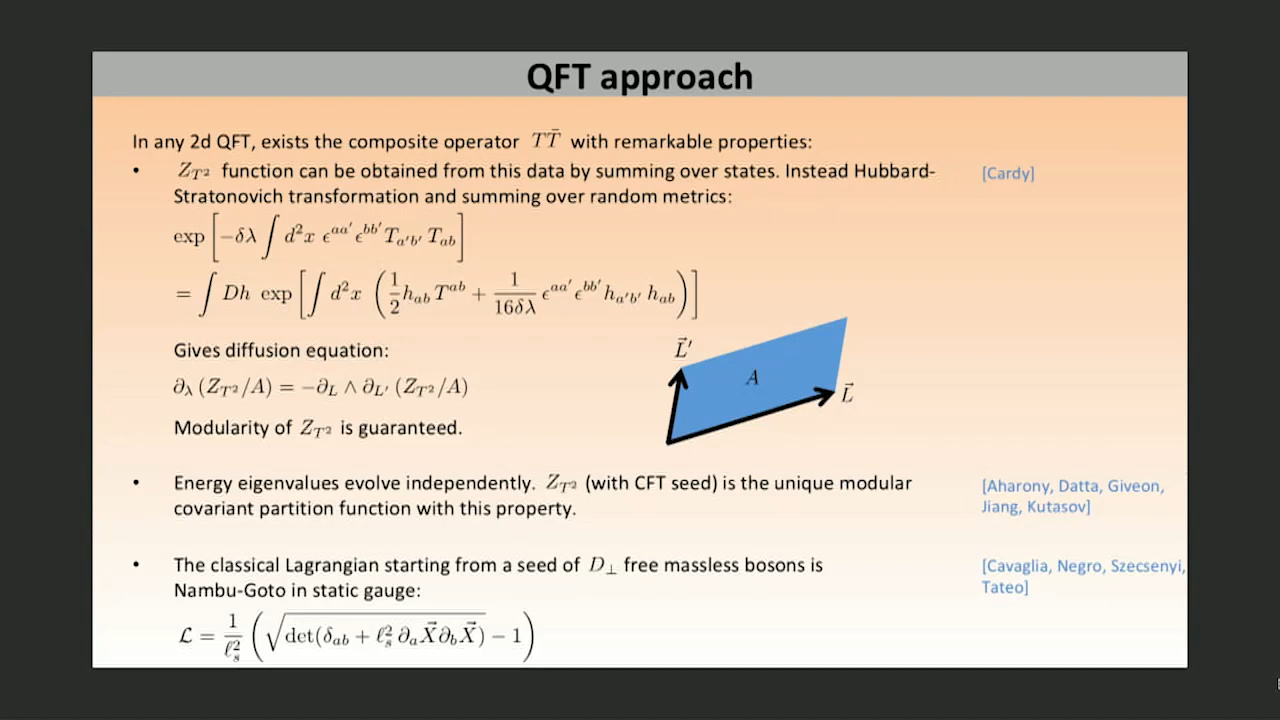 QFT approach
In any 2d QFT, exists the composite operator $T\bar{T}$ with remarkable properties:
• $Z_{T^2}$ function can be obtained from this data by summing over states. Instead Hubbard-
[Cardy]
Stratonovich transformation and summing over random metrics:
$\exp\left[-\delta\lambda \int d^2x \, \epsilon^{aa'} \epsilon^{bb'} T_{a'b'} T_{ab}\right]$
$= \int Dh \, \exp\left[\int d^2x \left(\frac{1}{2} h_{ab} T^{ab} + \frac{1}{16\delta\lambda} \epsilon^{aa'} \epsilon^{bb'} h_{a'b'} h_{ab}\right)\right]$
Gives diffusion equation:
$\vec{L}'$
$A$
$\partial_\lambda (Z_{T^2}/A) = -\partial_L \wedge \partial_{L'} (Z_{T^2}/A)$
$\vec{L}$
Modularity of $Z_{T^2}$ is guaranteed.
• Energy eigenvalues evolve independently. $Z_{T^2}$ (with CFT seed) is the unique modular
covariant partition function with this property.
[Aharony, Datta, Giveon,
Jiang, Kutasov]
• The classical Lagrangian starting from a seed of $D_\perp$ free massless bosons is
Nambu-Goto in static gauge:
[Cavaglia, Negro, Szecsenyi,
Tateo]
$\mathcal{L} = \frac{1}{\ell_s^2} \left(\sqrt{\det(\delta_{ab} + \ell_s^2 \, \partial_a \vec{X} \partial_b \vec{X})} - 1\right)$